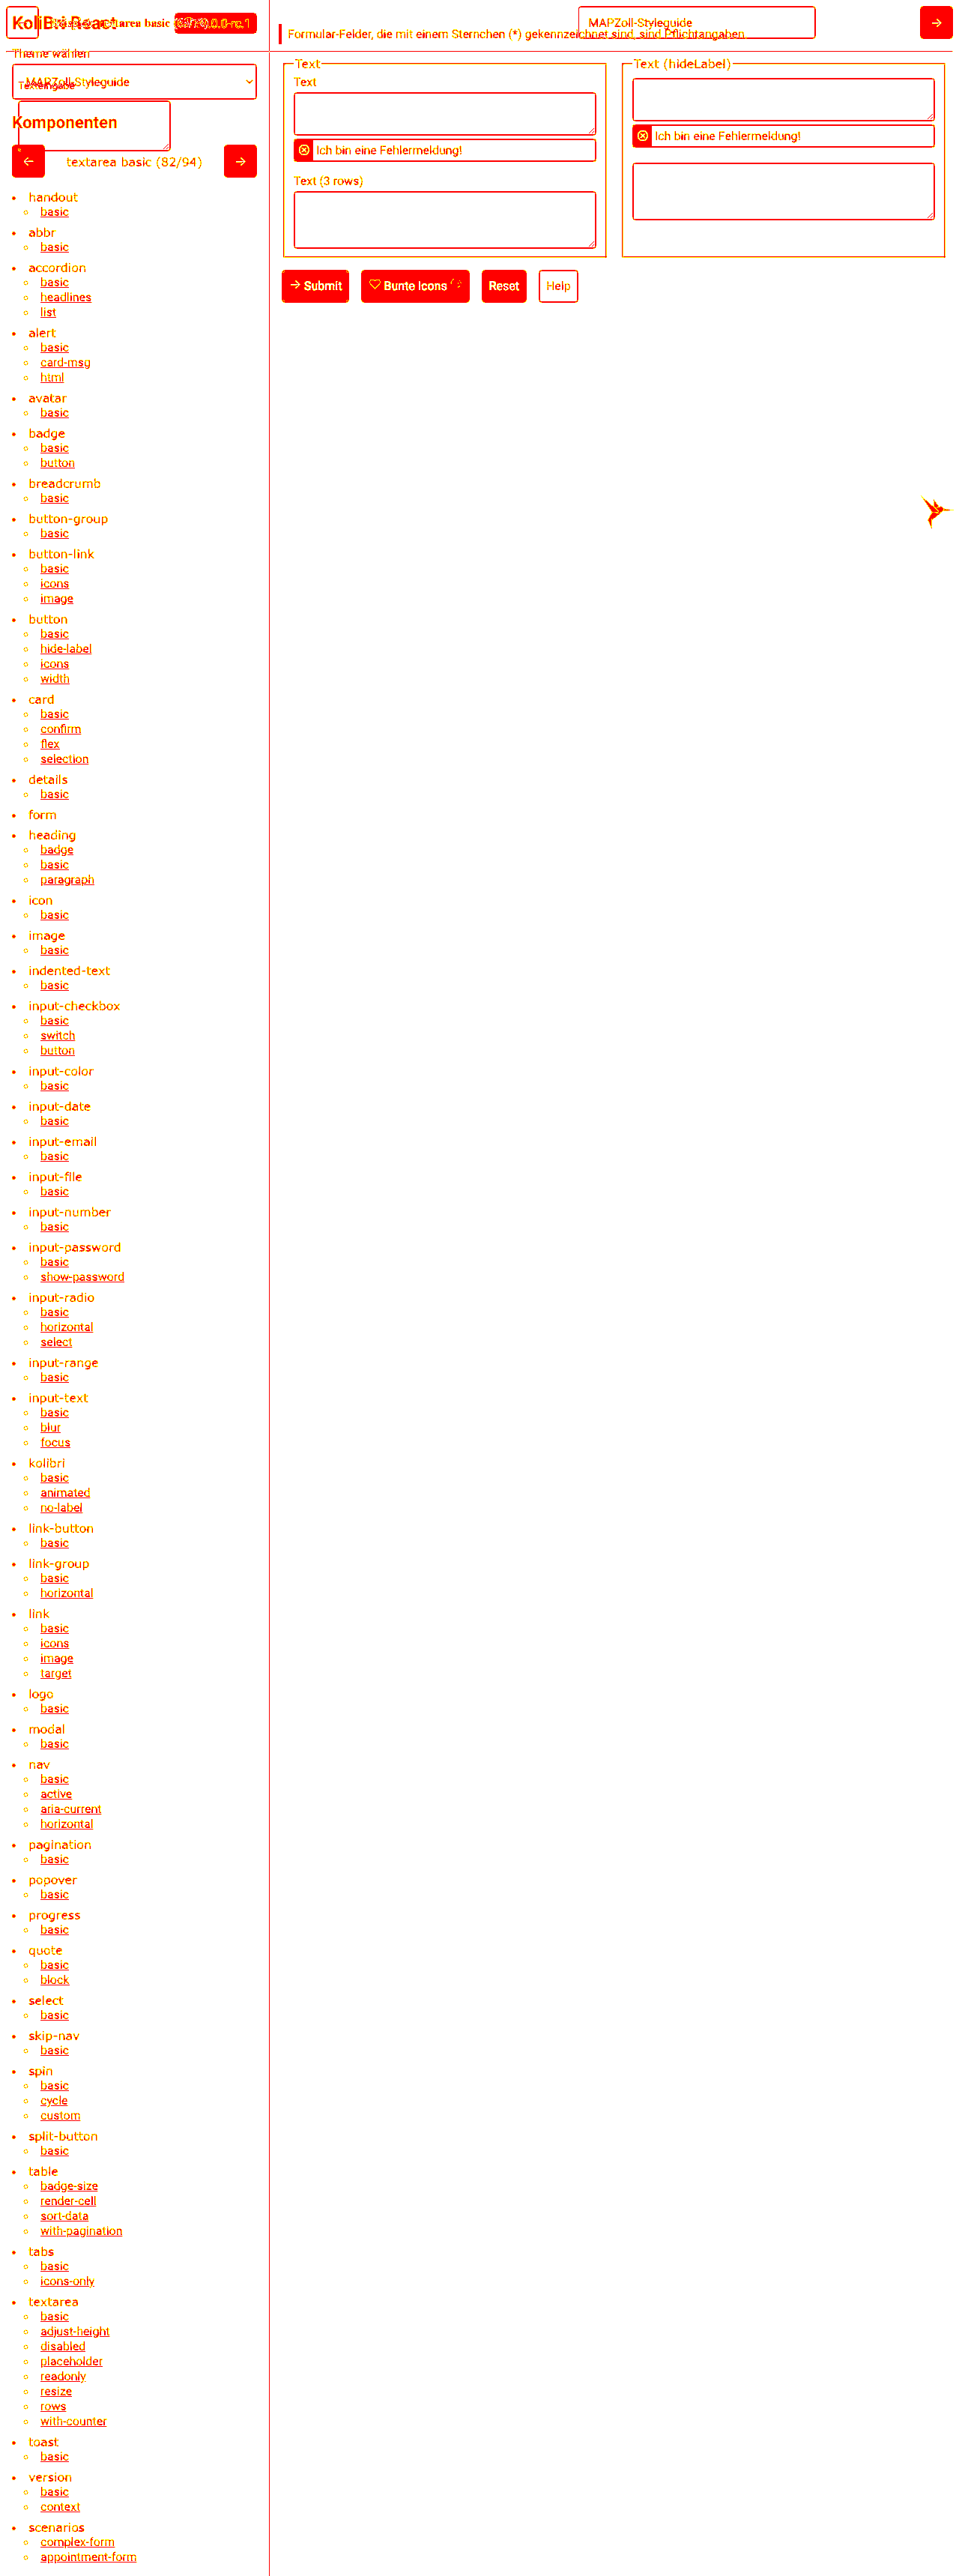 KoliBri React
textarea basic
MAPZoll-Styleguide
Formular-Felder, die mit einem Sternchen (*) gekennzeichnet sind, sind Pflichtangaben.
Theme wählen
MAPZoll-Styleguide
Komponenten
textarea basic (82/94)
Text
Text
Ich bin eine Fehlermeldung!
Text (3 rows)
Text (hideLabel)
Ich bin eine Fehlermeldung!
Submit
Bunte Icons
Reset
Help
handout
basic
abbr
basic
accordion
basic
headlines
list
alert
basic
card-msg
html
avatar
basic
badge
basic
button
breadcrumb
basic
button-group
basic
button-link
basic
icons
image
button
basic
hide-label
icons
width
card
basic
confirm
flex
selection
details
basic
form
heading
badge
basic
paragraph
icon
basic
image
basic
indented-text
basic
input-checkbox
basic
switch
button
input-color
basic
input-date
basic
input-email
basic
input-file
basic
input-number
basic
input-password
basic
show-password
input-radio
basic
horizontal
select
input-range
basic
input-text
basic
blur
focus
kolibri
basic
animated
no-label
link-button
basic
link-group
basic
horizontal
link
basic
icons
image
target
logo
basic
modal
basic
nav
basic
active
aria-current
horizontal
pagination
basic
popover
basic
progress
basic
quote
basic
block
select
basic
skip-nav
basic
spin
basic
cycle
custom
split-button
basic
table
badge-size
render-cell
sort-data
with-pagination
tabs
basic
icons-only
textarea
basic
adjust-height
disabled
placeholder
readonly
resize
rows
with-counter
toast
basic
version
basic
context
scenarios
complex-form
appointment-form